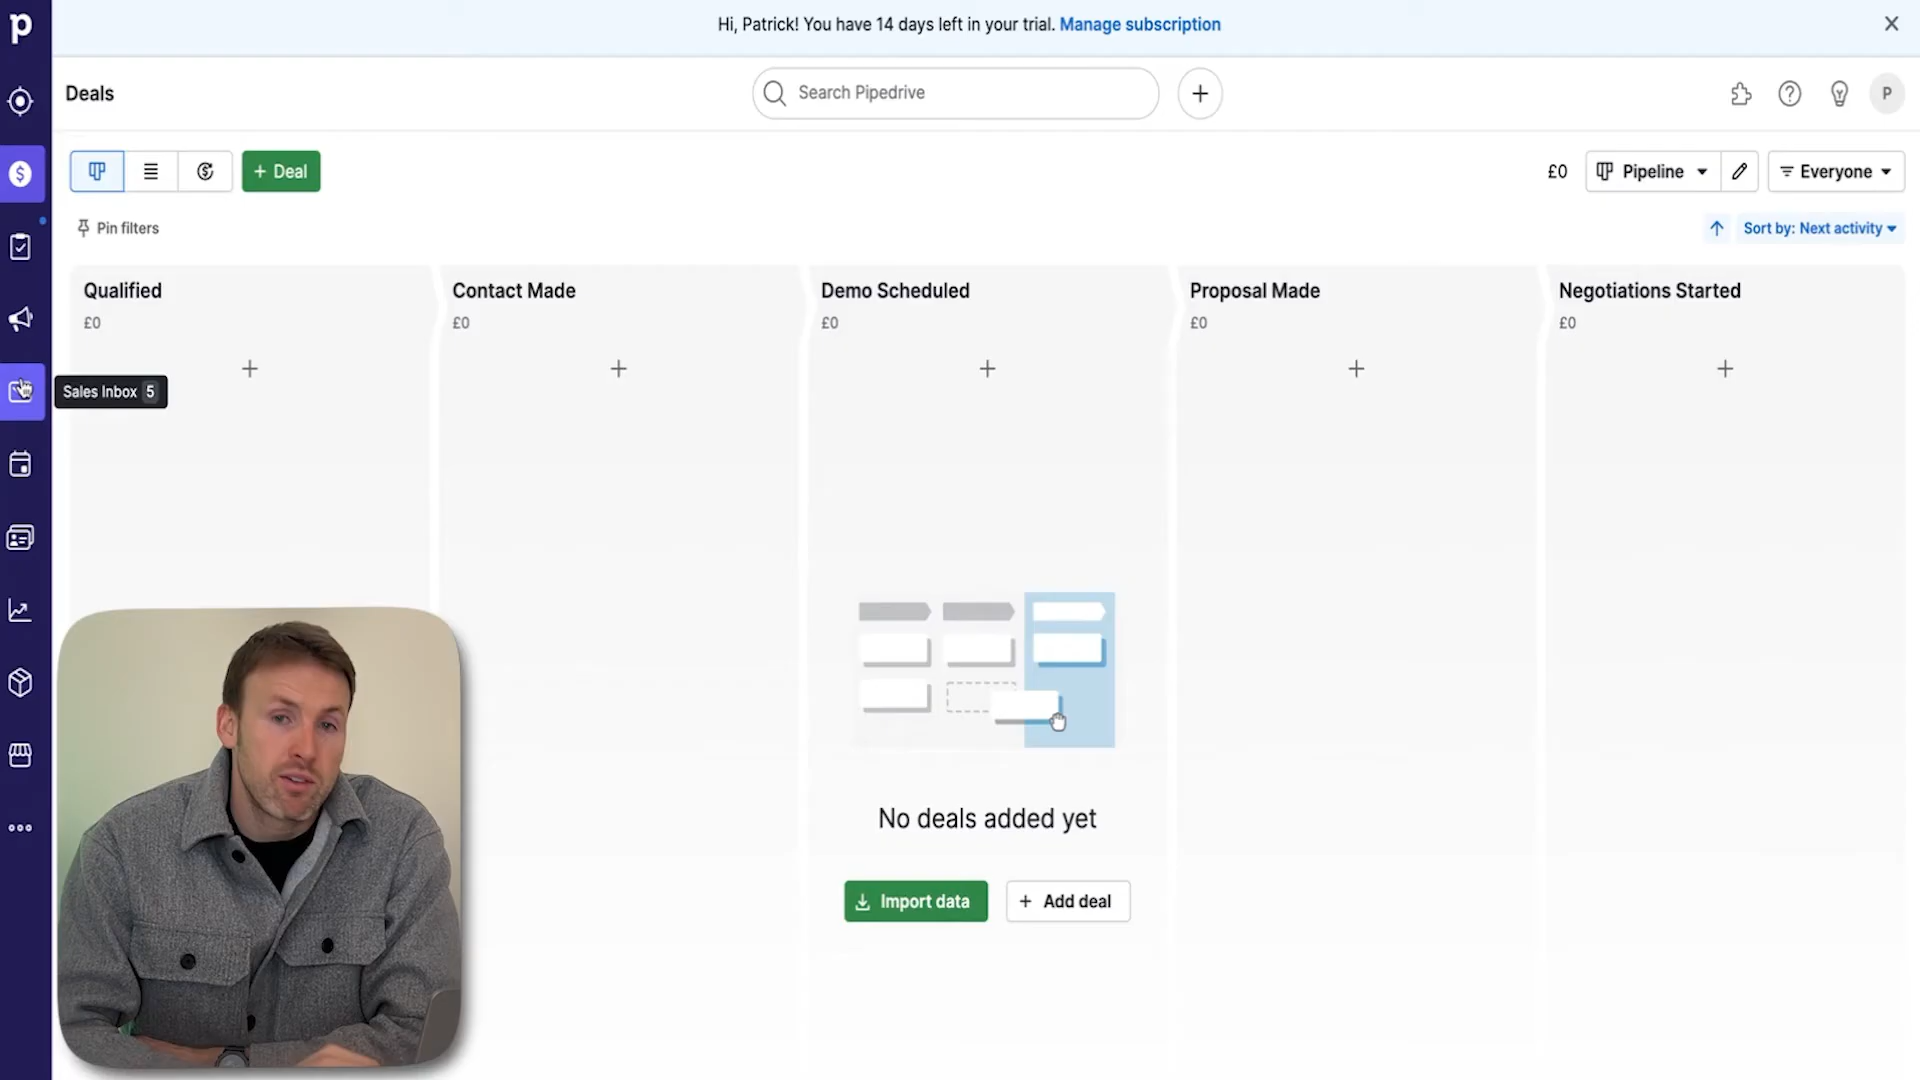 Hi, Patrick! You have 14 days left in your trial. Manage subscription
Deals
Search Pipedrive
P
+ Deal
£0
Pipeline
Everyone
Pin filters
Sort by: Next activity
Qualified
£0
Contact Made
£0
Demo Scheduled
£0
Proposal Made
£0
Negotiations Started
£0
Sales Inbox 5
No deals added yet
Import data
+ Add deal